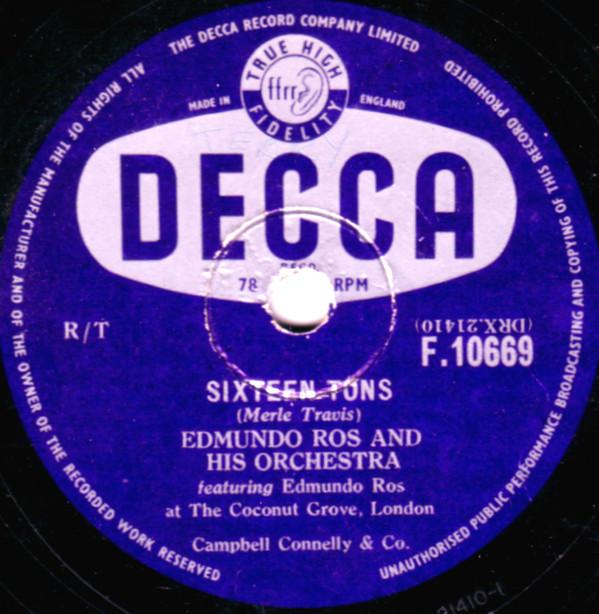 THE DECCA RECORD COMPANY LIMITED
ALL RIGHTS OF THE MANUFACTURER AND OF THE OWNER OF THE RECORDED WORK RESERVED
UNAUTHORISED PUBLIC PERFORMANCE BROADCASTING AND COPYING OF THIS RECORD PROHIBITED
TRUE HIGH
ffrr
FIDELITY
MADE IN ENGLAND
DECCA
78 RPM
R/T
(DRX.21410)
F.10669
SIXTEEN TONS
(Merle Travis)
EDMUNDO ROS AND
HIS ORCHESTRA
featuring Edmundo Ros
at The Coconut Grove, London
Campbell Connelly & Co.